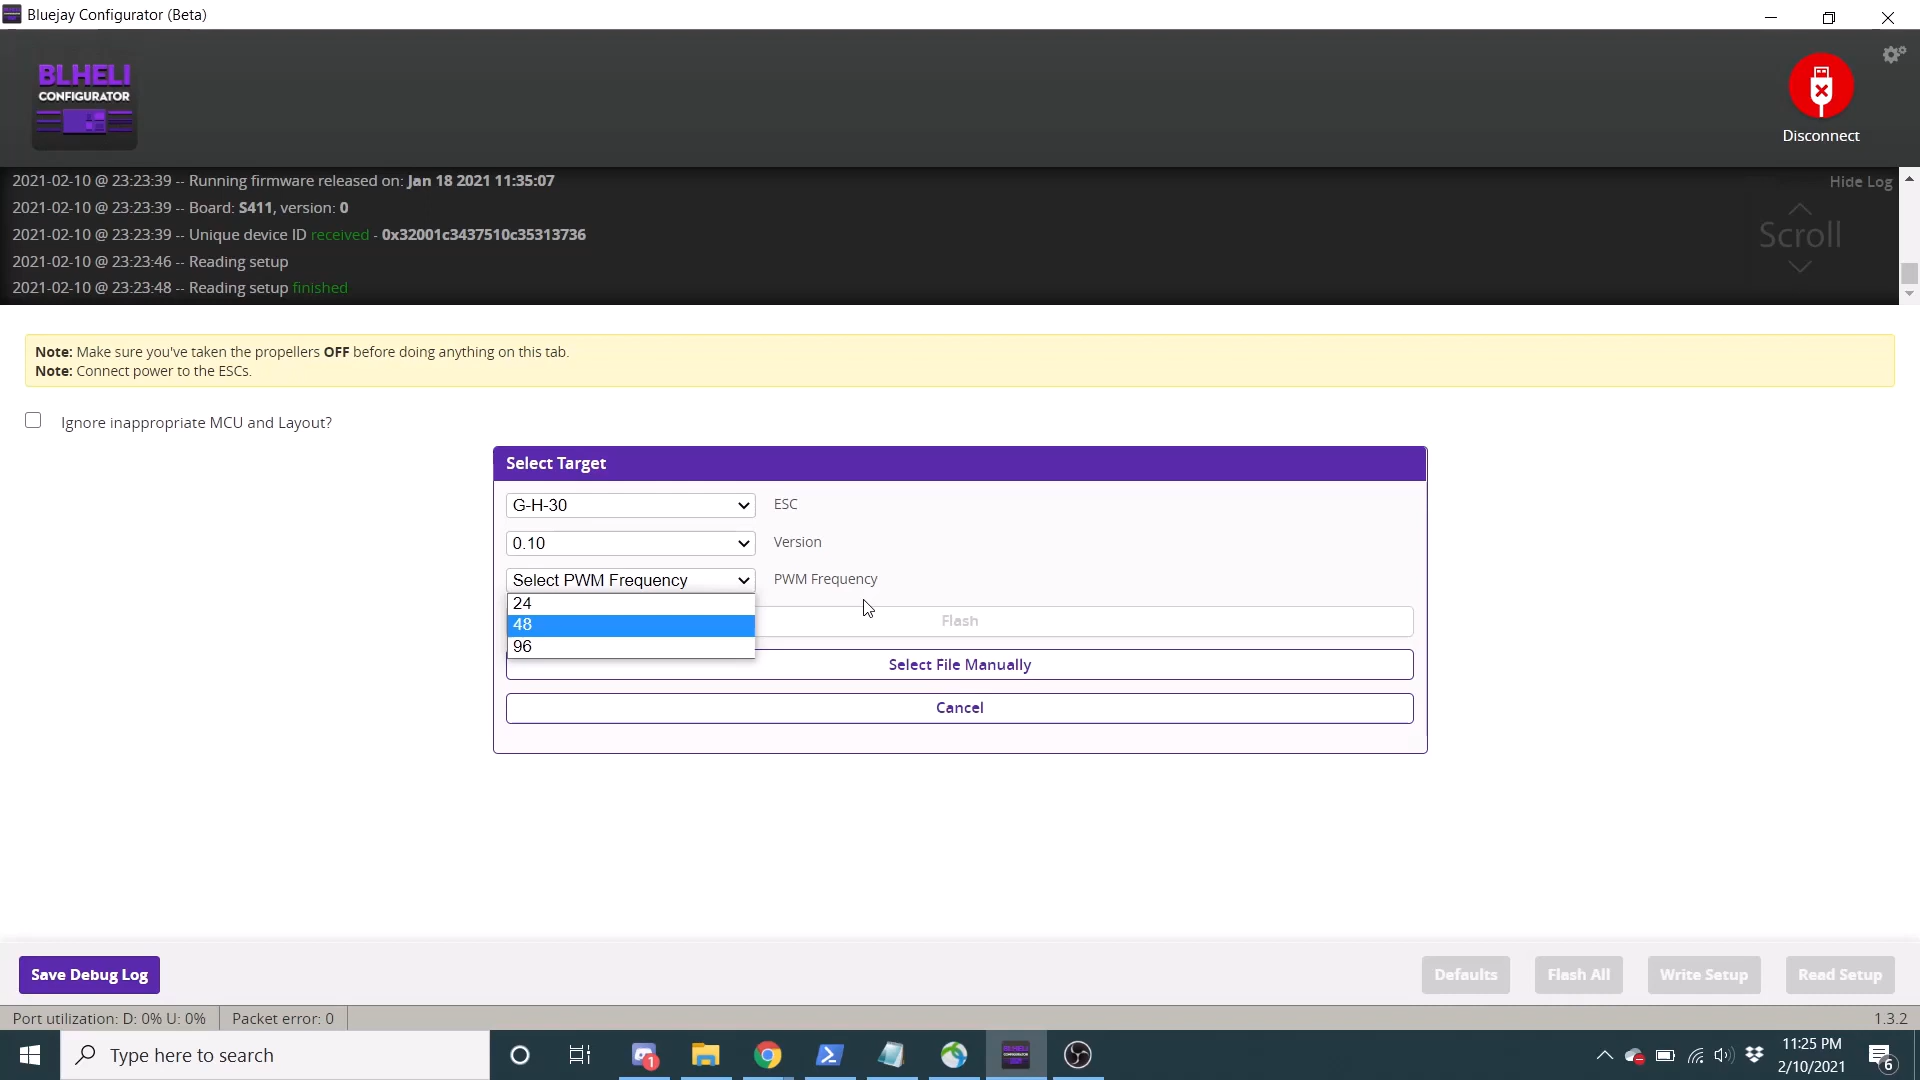 Bluejay Configurator (Beta)
BLHELI
CONFIGURATOR
Disconnect
2021-02-10 @ 23:23:39 -- Running firmware released on: Jan 18 2021 11:35:07
Hide Log
2021-02-10 @ 23:23:39 -- Board: S411, version: 0
2021-02-10 @ 23:23:39 -- Unique device ID received - 0x32001c3437510c35313736
Scroll
2021-02-10 @ 23:23:46 -- Reading setup
2021-02-10 @ 23:23:48 -- Reading setup finished
Note: Make sure you've taken the propellers OFF before doing anything on this tab.
Note: Connect power to the ESCs.
Ignore inappropriate MCU and Layout?
Select Target
G-H-30
ESC
0.10
Version
Select PWM Frequency
PWM Frequency
24
48
96
Flash
Select File Manually
Cancel
Save Debug Log
Defaults
Flash All
Write Setup
Read Setup
Port utilization: D: 0% U: 0%
Packet error: 0
1.3.2
Type here to search
1
BLHELI
CONFIGURATOR
11:25 PM
2/10/2021
6